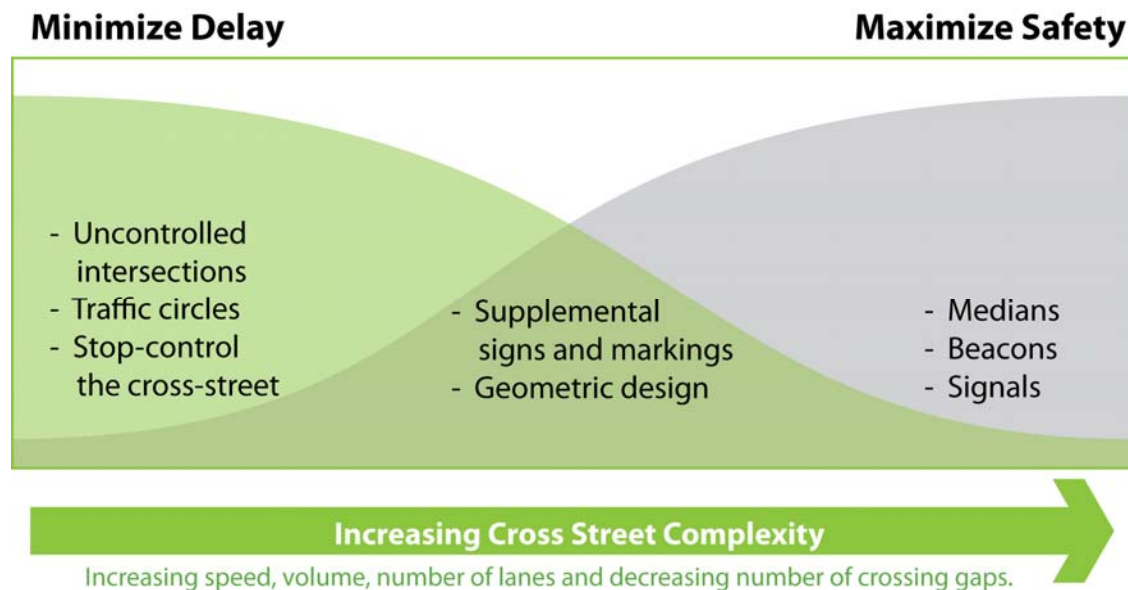 Minimize Delay
Maximize Safety
- Uncontrolled
intersections
- Traffic circles
- Stop-control
the cross-street
- Supplemental
signs and markings
- Geometric design
- Medians
- Beacons
- Signals
Increasing Cross Street Complexity
Increasing speed, volume, number of lanes and decreasing number of crossing gaps.